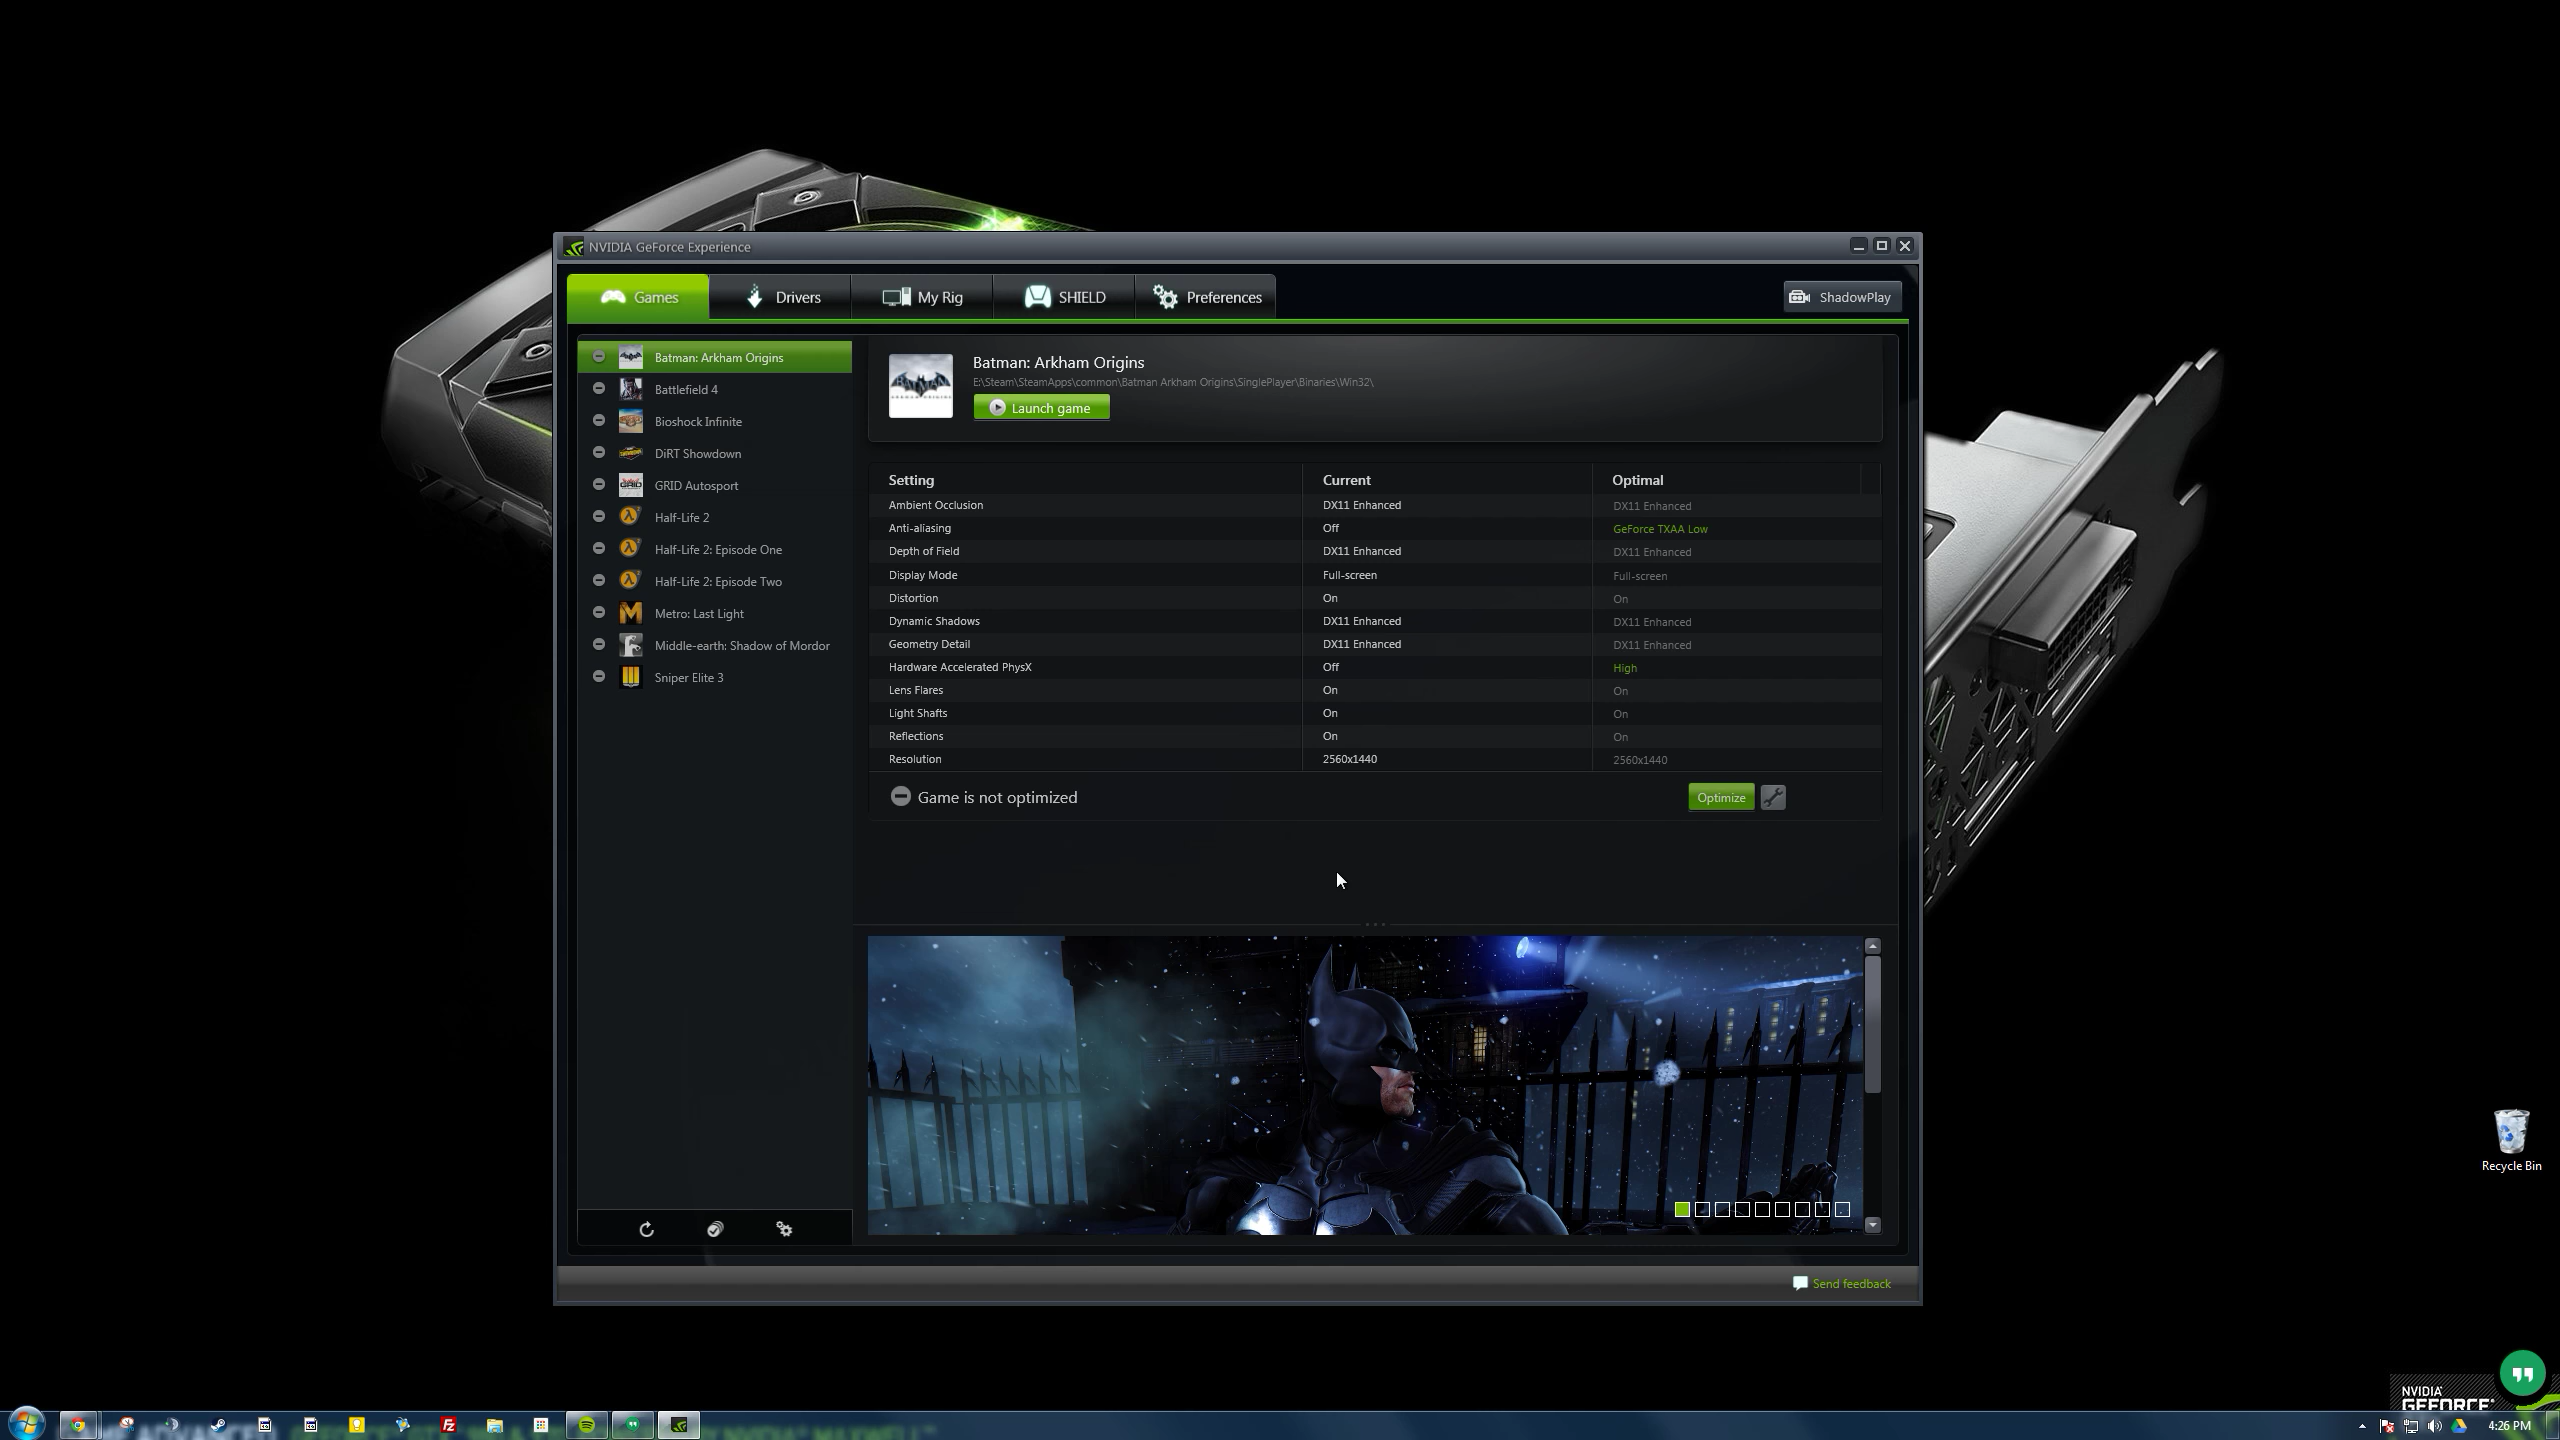 NVIDIA GeForce Experience
Games
Drivers
My Rig
SHIELD
Preferences
ShadowPlay
Batman: Arkham Origins
Battlefield 4
Bioshock Infinite
DiRT Showdown
GRID Autosport
Half-Life 2
Half-Life 2: Episode One
Half-Life 2: Episode Two
Metro: Last Light
Middle-earth: Shadow of Mordor
Sniper Elite 3
Batman: Arkham Origins
E:\Steam\SteamApps\common\Batman Arkham Origins\SinglePlayer\Binaries\Win32\
Launch game
Setting Current Optimal
Ambient Occlusion DX11 Enhanced DX11 Enhanced
Anti-aliasing Off GeForce TXAA Low
Depth of Field DX11 Enhanced DX11 Enhanced
Display Mode Full-screen Full-screen
Distortion On On
Dynamic Shadows DX11 Enhanced DX11 Enhanced
Geometry Detail DX11 Enhanced DX11 Enhanced
Hardware Accelerated PhysX Off High
Lens Flares On On
Light Shafts On On
Reflections On On
Resolution 2560x1440 2560x1440
Game is not optimized
Optimize
Send feedback
Recycle Bin
NVIDIA
GEFORCE
4:26 PM